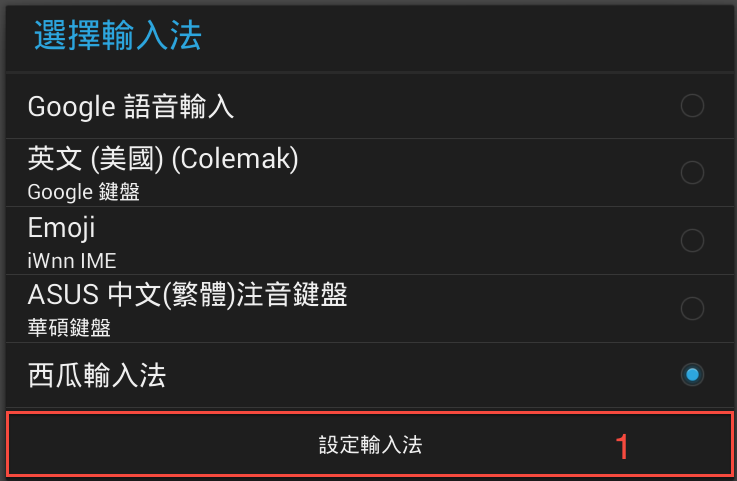 選擇輸入法
Google 語音輸入
英文 (美國) (Colemak)
Google 鍵盤
Emoji
iWnn IME
ASUS 中文(繁體)注音鍵盤
華碩鍵盤
西瓜輸入法
設定輸入法 1